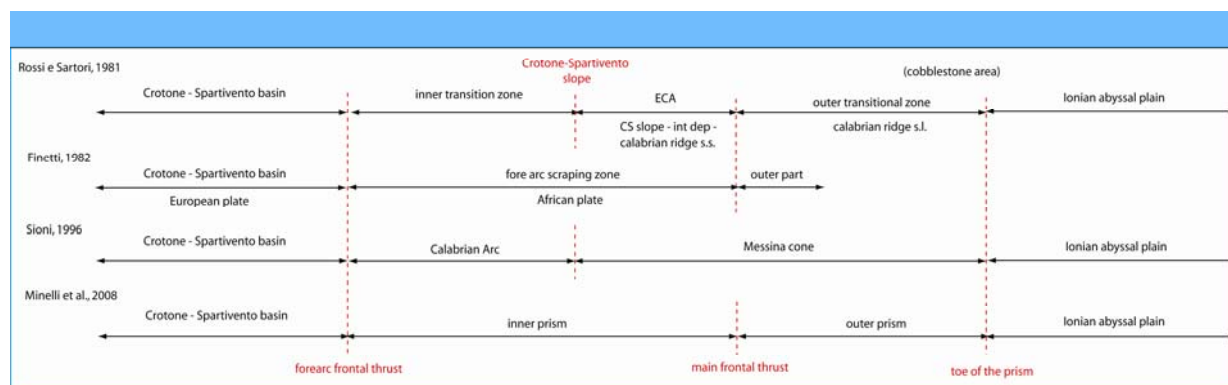 Rossi e Sartori, 1981
Crotone-Spartivento
slope
(cobblestone area)
Crotone - Spartivento basin
inner transition zone
ECA
outer transitional zone
Ionian abyssal plain
CS slope - int dep -
calabrian ridge s.s.
calabrian ridge s.l.
Finetti, 1982
Crotone - Spartivento basin
fore arc scraping zone
outer part
European plate
African plate
Sioni, 1996
Crotone - Spartivento basin
Calabrian Arc
Messina cone
Ionian abyssal plain
Minelli et al., 2008
Crotone - Spartivento basin
inner prism
outer prism
Ionian abyssal plain
forearc frontal thrust
main frontal thrust
toe of the prism